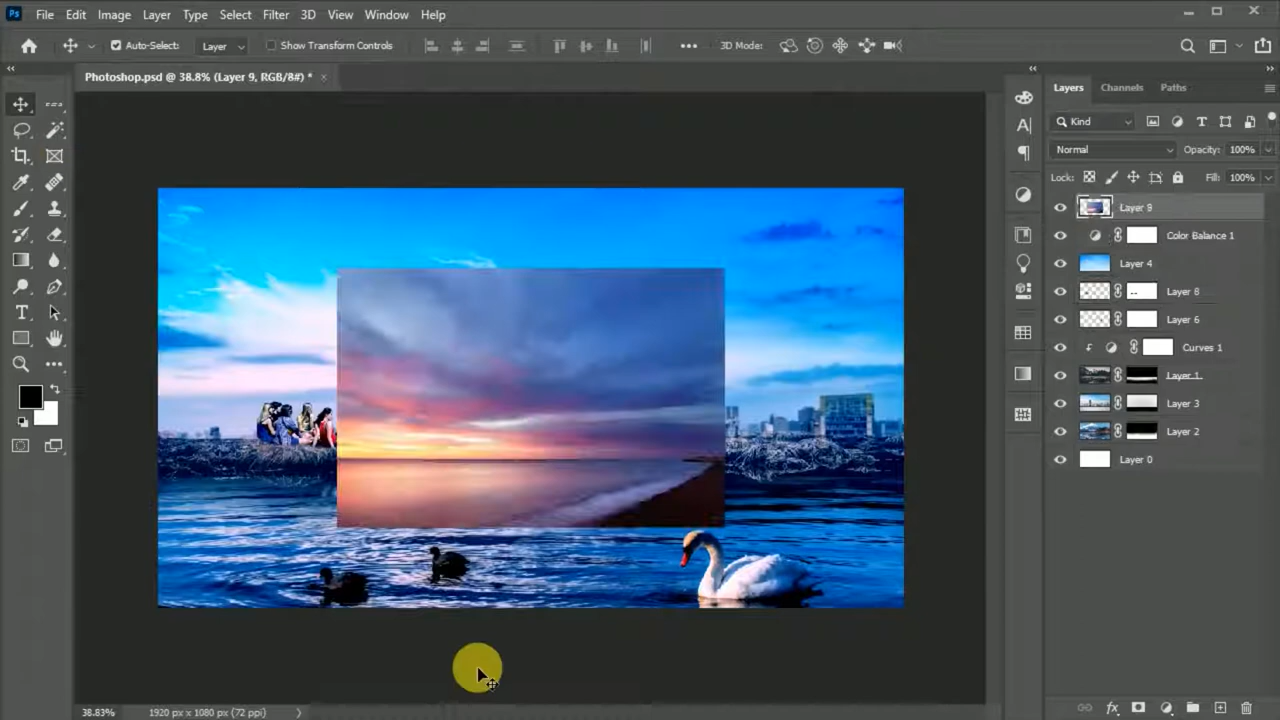 Ps File Edit Image Layer Type Select Filter 3D View Window Help
Auto-Select: Layer Show Transform Controls 3D Mode:
Photoshop.psd @ 38.8% (Layer 9, RGB/8#) *
Layers Channels Paths
Kind
Normal Opacity: 100%
Lock: Fill: 100%
Layer 9
Color Balance 1
Layer 4
Layer 8
Layer 6
Curves 1
Layer 1
Layer 3
Layer 2
Layer 0
38.83% 1920 px x 1080 px (72 ppi)